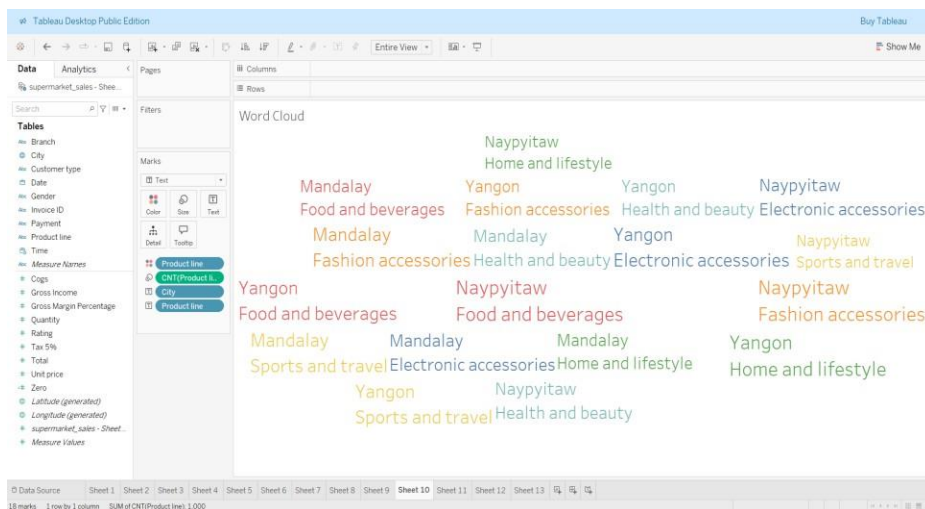 Tableau Desktop Public Edition
Buy Tableau
Entire View
Show Me
Data
Analytics
Pages
Columns
supermarket_sales - Shee...
Rows
Search
Filters
Word Cloud
Tables
Abc Branch
City
Abc Customer type
Date
Abc Gender
Abc Invoice ID
Abc Payment
Abc Product line
Time
Abc Measure Names
Cogs
Gross Income
Gross Margin Percentage
Quantity
Rating
Tax 5%
Total
Unit price
Zero
Latitude (generated)
Longitude (generated)
supermarket_sales - Sheet...
Measure Values
Marks
Text
Color
Size
Text
Detail
Tooltip
Product line
CNT(Product li..
City
Product line
Naypyitaw
Home and lifestyle
Mandalay
Food and beverages
Yangon
Fashion accessories
Yangon
Health and beauty
Naypyitaw
Electronic accessories
Mandalay
Fashion accessories
Mandalay
Health and beauty
Yangon
Electronic accessories
Naypyitaw
Sports and travel
Yangon
Food and beverages
Naypyitaw
Food and beverages
Naypyitaw
Fashion accessories
Mandalay
Sports and travel
Mandalay
Electronic accessories
Mandalay
Home and lifestyle
Yangon
Home and lifestyle
Yangon
Sports and travel
Naypyitaw
Health and beauty
Data Source
Sheet 1
Sheet 2
Sheet 3
Sheet 4
Sheet 5
Sheet 6
Sheet 7
Sheet 8
Sheet 9
Sheet 10
Sheet 11
Sheet 12
Sheet 13
18 marks 1 row by 1 column SUM of CNT(Product line): 1,000